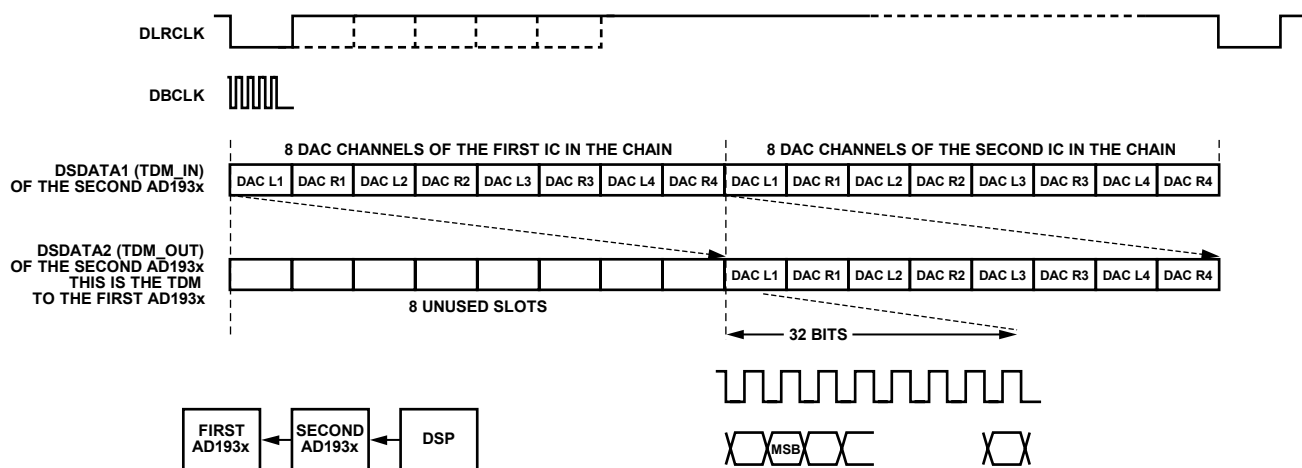 DLRCLK
DBCLK
8 DAC CHANNELS OF THE FIRST IC IN THE CHAIN
8 DAC CHANNELS OF THE SECOND IC IN THE CHAIN
DSDATA1 (TDM_IN)
OF THE SECOND AD193x
DAC L1 DAC R1 DAC L2 DAC R2 DAC L3 DAC R3 DAC L4 DAC R4 DAC L1 DAC R1 DAC L2 DAC R2 DAC L3 DAC R3 DAC L4 DAC R4
DSDATA2 (TDM_OUT)
OF THE SECOND AD193x
THIS IS THE TDM
TO THE FIRST AD193x
DAC L1 DAC R1 DAC L2 DAC R2 DAC L3 DAC R3 DAC L4 DAC R4
8 UNUSED SLOTS
32 BITS
FIRST
AD193x
SECOND
AD193x
DSP
MSB